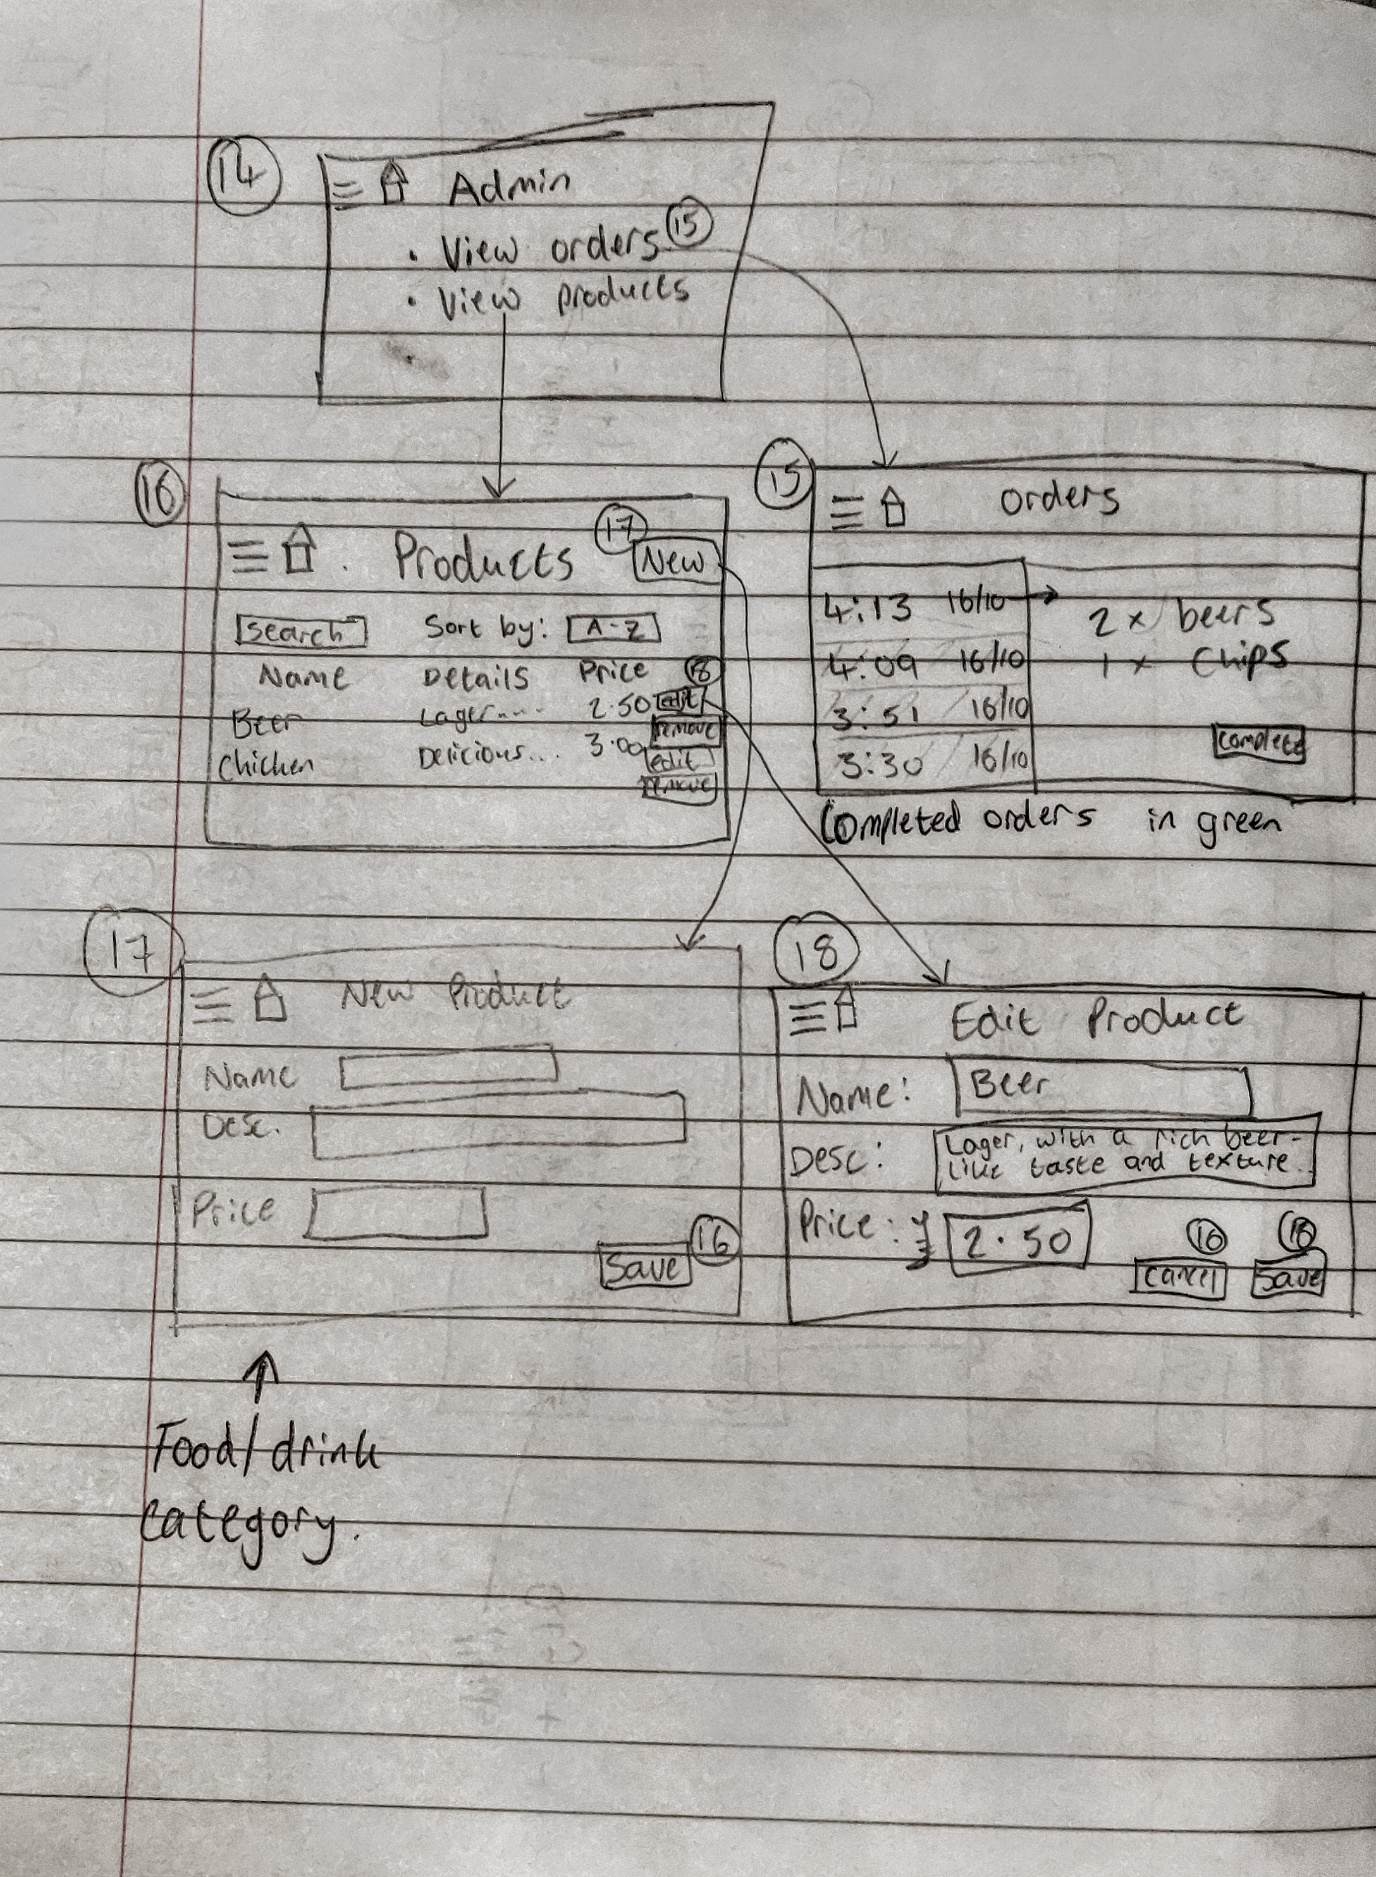 14
Admin
• View orders 15
• View products
16
Products 17 New
Search Sort by: A-Z
Name Details Price 18
Beer Lager.... 2.50 edit
remove
Chicken Delicious... 3.00 edit
remove
15
orders
4:13 16/10 → 2 x beers
4:09 16/10 1 x Chips
3:51 16/10
3:30 16/10
Complete
Completed orders in green
17
New Product
Name
Desc.
Price
Save 16
18
Edit Product
Name: Beer
Desc: Lager, with a rich beer-
like taste and texture.
Price: 2.50
16
Cancel Save
↑
Food/drink
category.